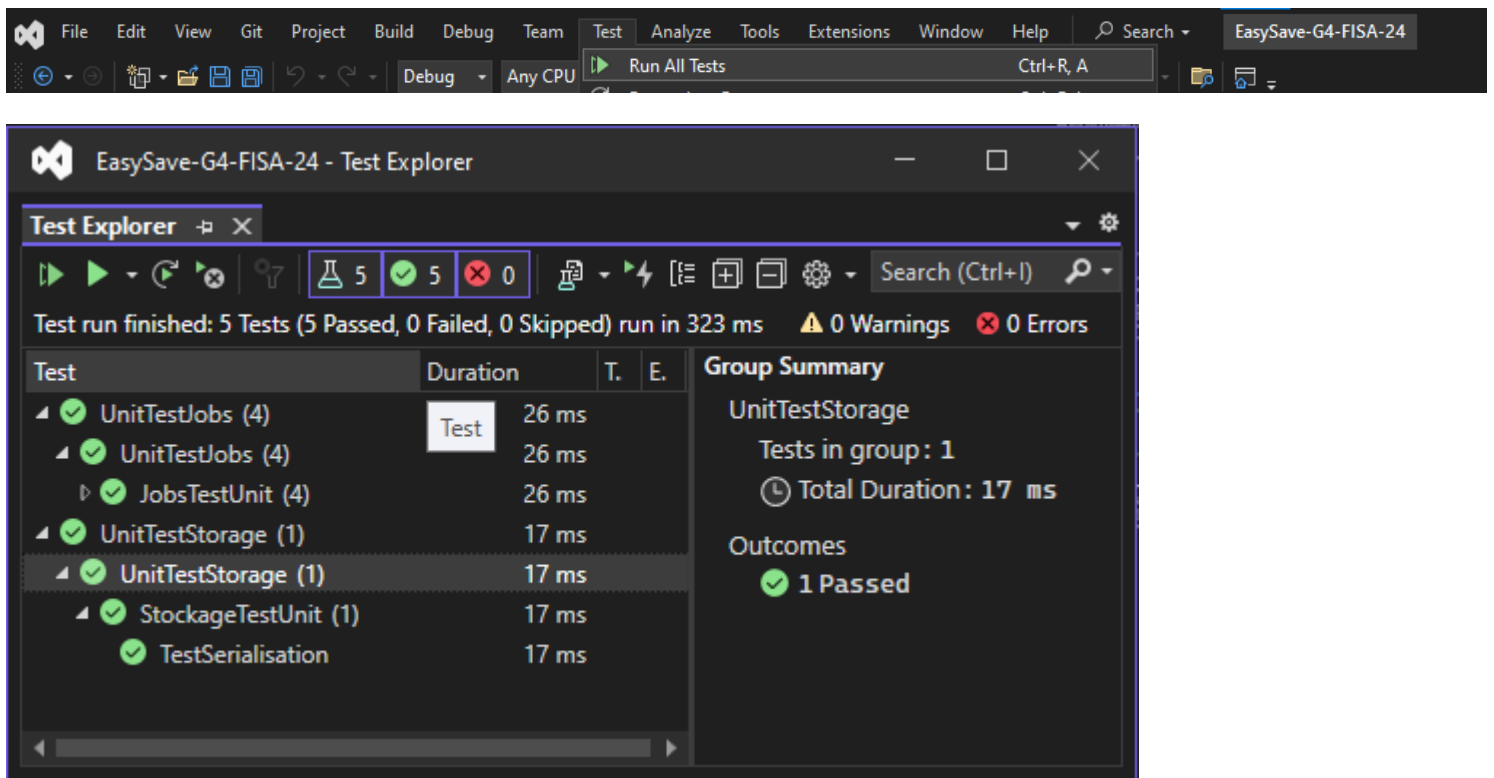 File Edit View Git Project Build Debug Team Test Analyze Tools Extensions Window Help Search EasySave-G4-FISA-24
Debug Any CPU Run All Tests Ctrl+R, A
EasySave-G4-FISA-24 - Test Explorer
Test Explorer
5 5 0 Search (Ctrl+I)
Test run finished: 5 Tests (5 Passed, 0 Failed, 0 Skipped) run in 323 ms 0 Warnings 0 Errors
Test Duration T. E. Group Summary
UnitTestJobs (4) Test 26 ms UnitTestStorage
UnitTestJobs (4) 26 ms Tests in group: 1
JobsTestUnit (4) 26 ms Total Duration: 17 ms
UnitTestStorage (1) 17 ms Outcomes
UnitTestStorage (1) 17 ms 1 Passed
StockageTestUnit (1) 17 ms
TestSerialisation 17 ms